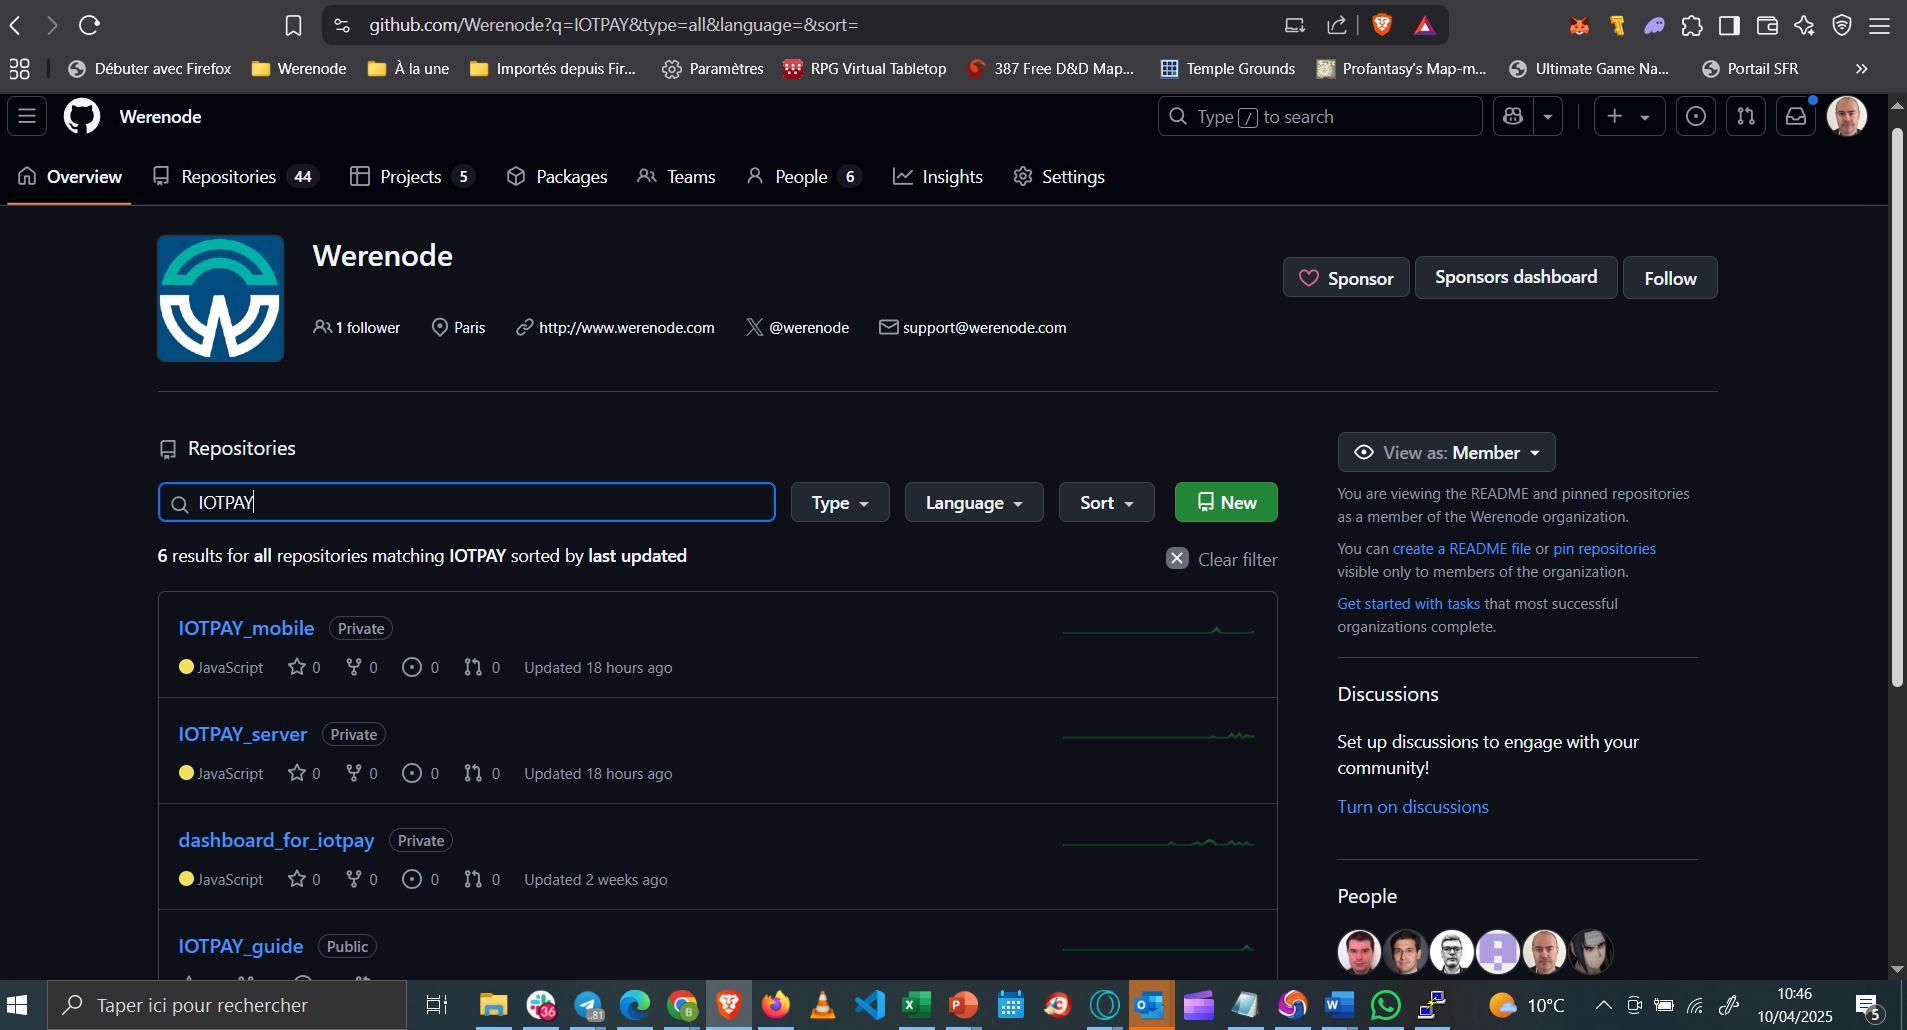 github.com/Werenode?q=IOTPAY&type=all&language=&sort=
Débuter avec Firefox Werenode À la une Importés depuis Fir... Paramètres RPG Virtual Tabletop 387 Free D&D Map... Temple Grounds Profantasy's Map-m... Ultimate Game Na... Portail SFR »
Werenode Type / to search
Overview Repositories 44 Projects 5 Packages Teams People 6 Insights Settings
Werenode
Sponsor Sponsors dashboard Follow
1 follower Paris http://www.werenode.com @werenode support@werenode.com
Repositories
IOTPAY Type Language Sort New
6 results for all repositories matching IOTPAY sorted by last updated Clear filter
IOTPAY_mobile Private
JavaScript 0 0 0 0 Updated 18 hours ago
IOTPAY_server Private
JavaScript 0 0 0 0 Updated 18 hours ago
dashboard_for_iotpay Private
JavaScript 0 0 0 0 Updated 2 weeks ago
IOTPAY_guide Public
View as: Member
You are viewing the README and pinned repositories
as a member of the Werenode organization.
You can create a README file or pin repositories
visible only to members of the organization.
Get started with tasks that most successful
organizations complete.
Discussions
Set up discussions to engage with your
community!
Turn on discussions
People
Taper ici pour rechercher 36 .81 10°C 10:46
10/04/2025 5